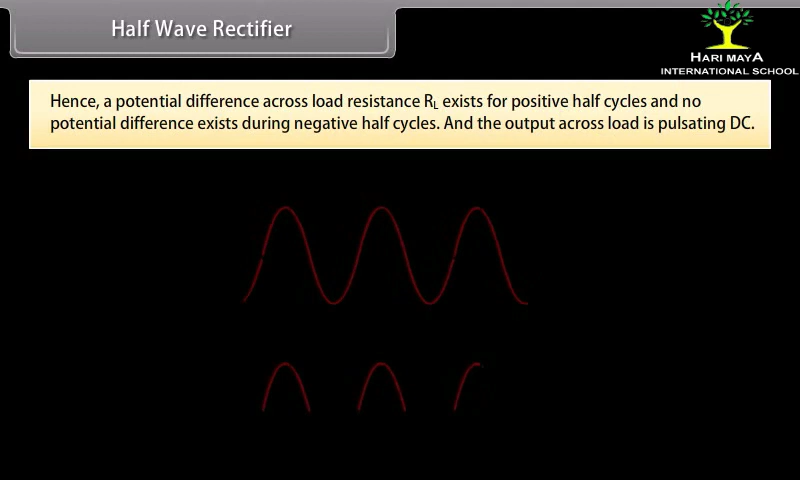 Half Wave Rectifier
HARI MAYA
INTERNATIONAL SCHOOL
Hence, a potential difference across load resistance RL exists for positive half cycles and no
potential difference exists during negative half cycles. And the output across load is pulsating DC.